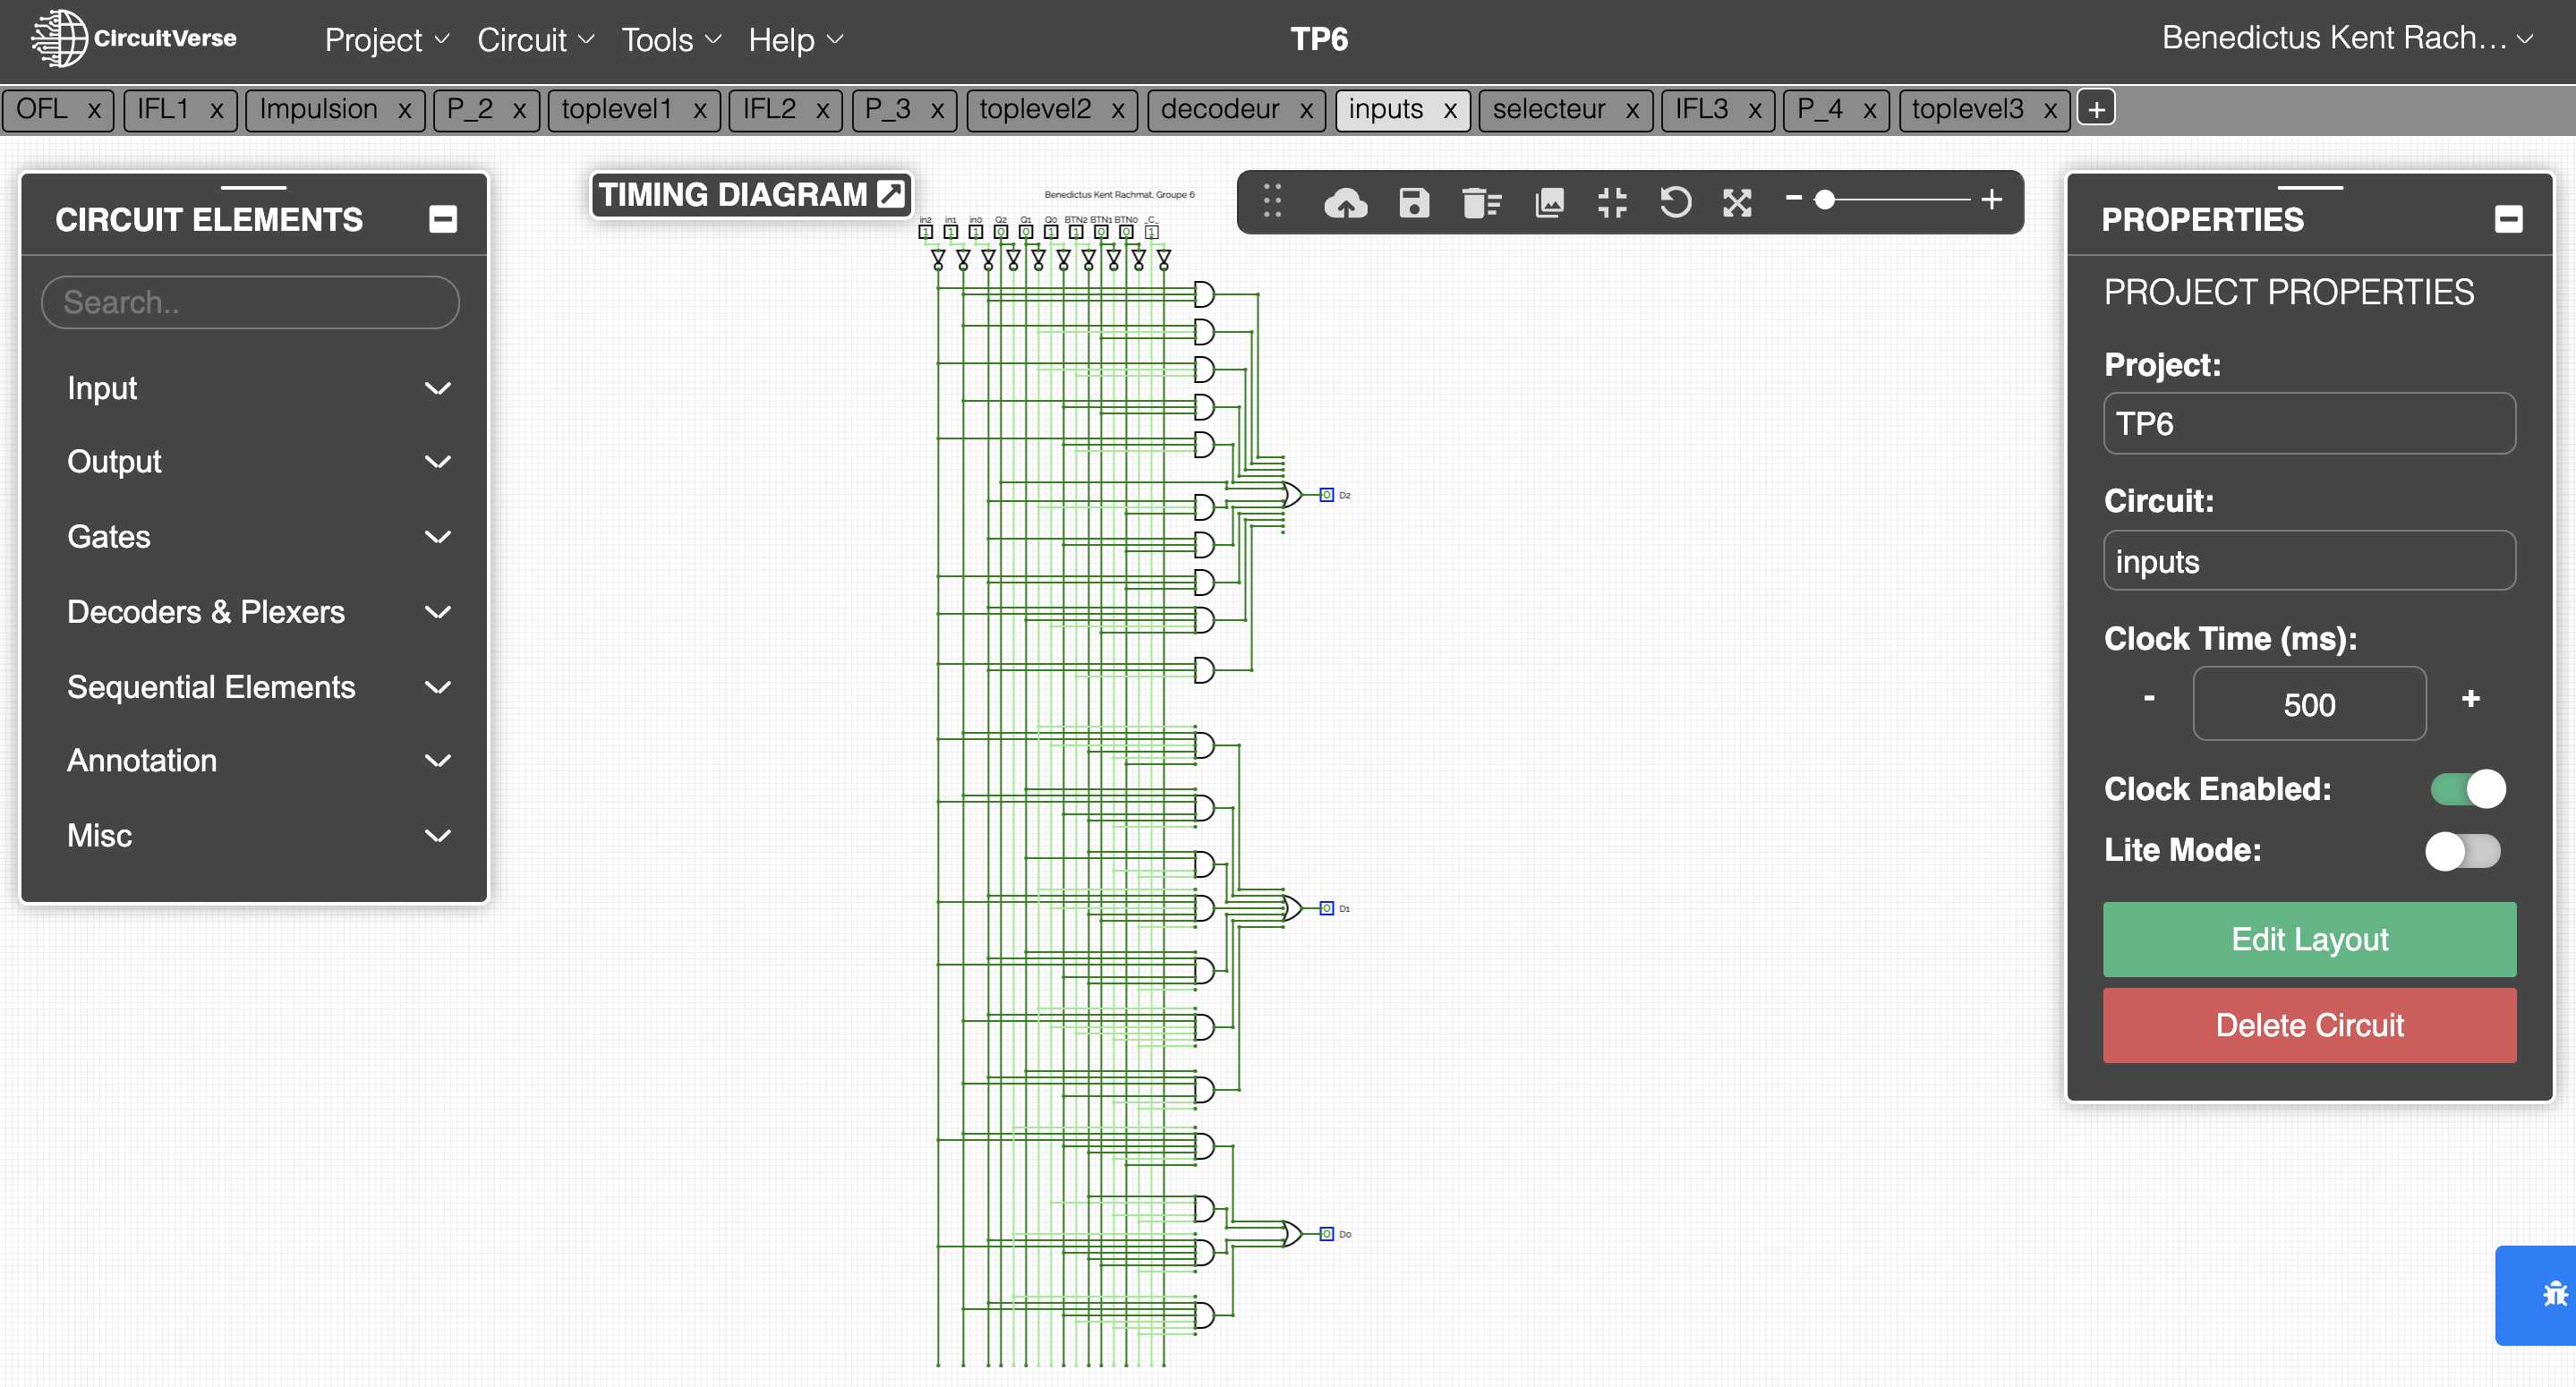 CircuitVerse
Project Circuit Tools Help
TP6
Benedictus Kent Rach...
OFL x IFL1 x Impulsion x P_2 x toplevel1 x IFL2 x P_3 x toplevel2 x decodeur x inputs x selecteur x IFL3 x P_4 x toplevel3 x +
CIRCUIT ELEMENTS
Search..
Input
Output
Gates
Decoders & Plexers
Sequential Elements
Annotation
Misc
TIMING DIAGRAM
Benedictus Kent Rachmat, Groupe 6
in2 in1 in0 Q2 Q1 Q0 BTN2 BTN1 BTN0 _C_
1 1 1 0 0 1 1 0 0 1
0 D2
0 D1
0 D0
PROPERTIES
PROJECT PROPERTIES
Project:
TP6
Circuit:
inputs
Clock Time (ms):
- 500 +
Clock Enabled:
Lite Mode:
Edit Layout
Delete Circuit